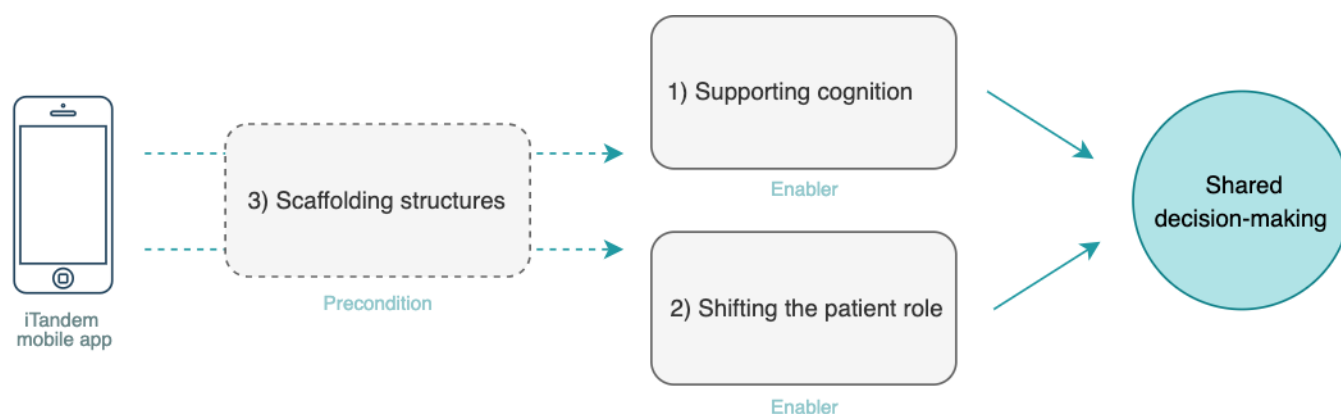 iTandem
mobile app
3) Scaffolding structures
Precondition
1) Supporting cognition
Enabler
2) Shifting the patient role
Enabler
Shared
decision-making